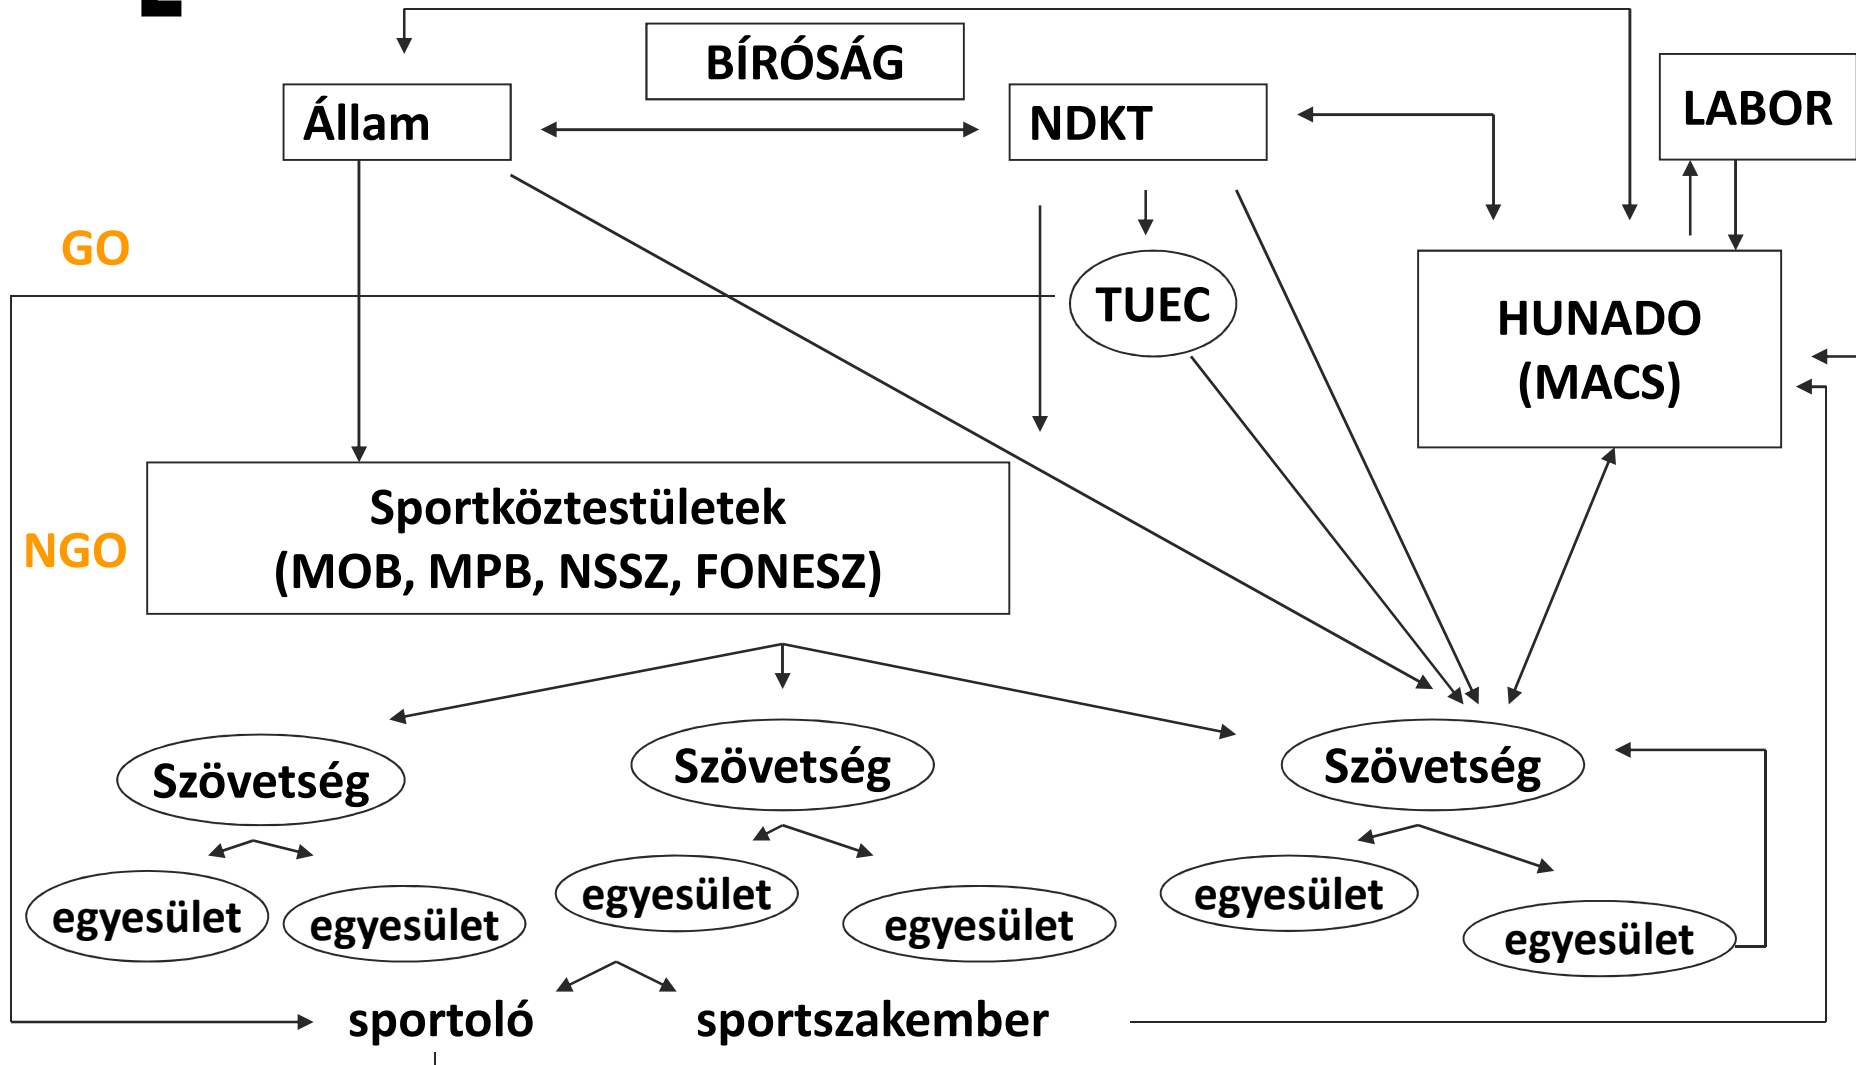 BÍRÓSÁG
Állam
NDKT
LABOR
GO
TUEC
HUNADO
(MACS)
Sportköztestületek
(MOB, MPB, NSSZ, FONESZ)
NGO
Szövetség
Szövetség
Szövetség
egyesület
egyesület
egyesület
egyesület
egyesület
egyesület
sportoló
sportszakember